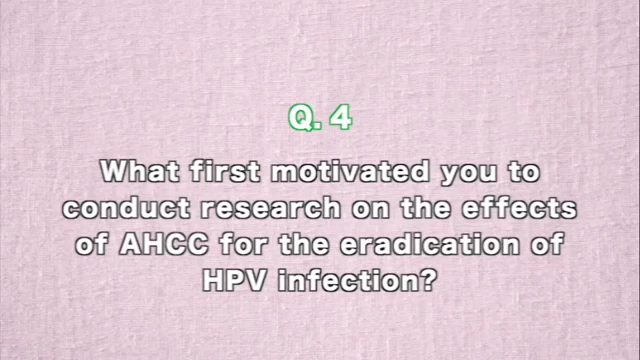 Q. 4
What first motivated you to
conduct research on the effects
of AHCC for the eradication of
HPV infection?